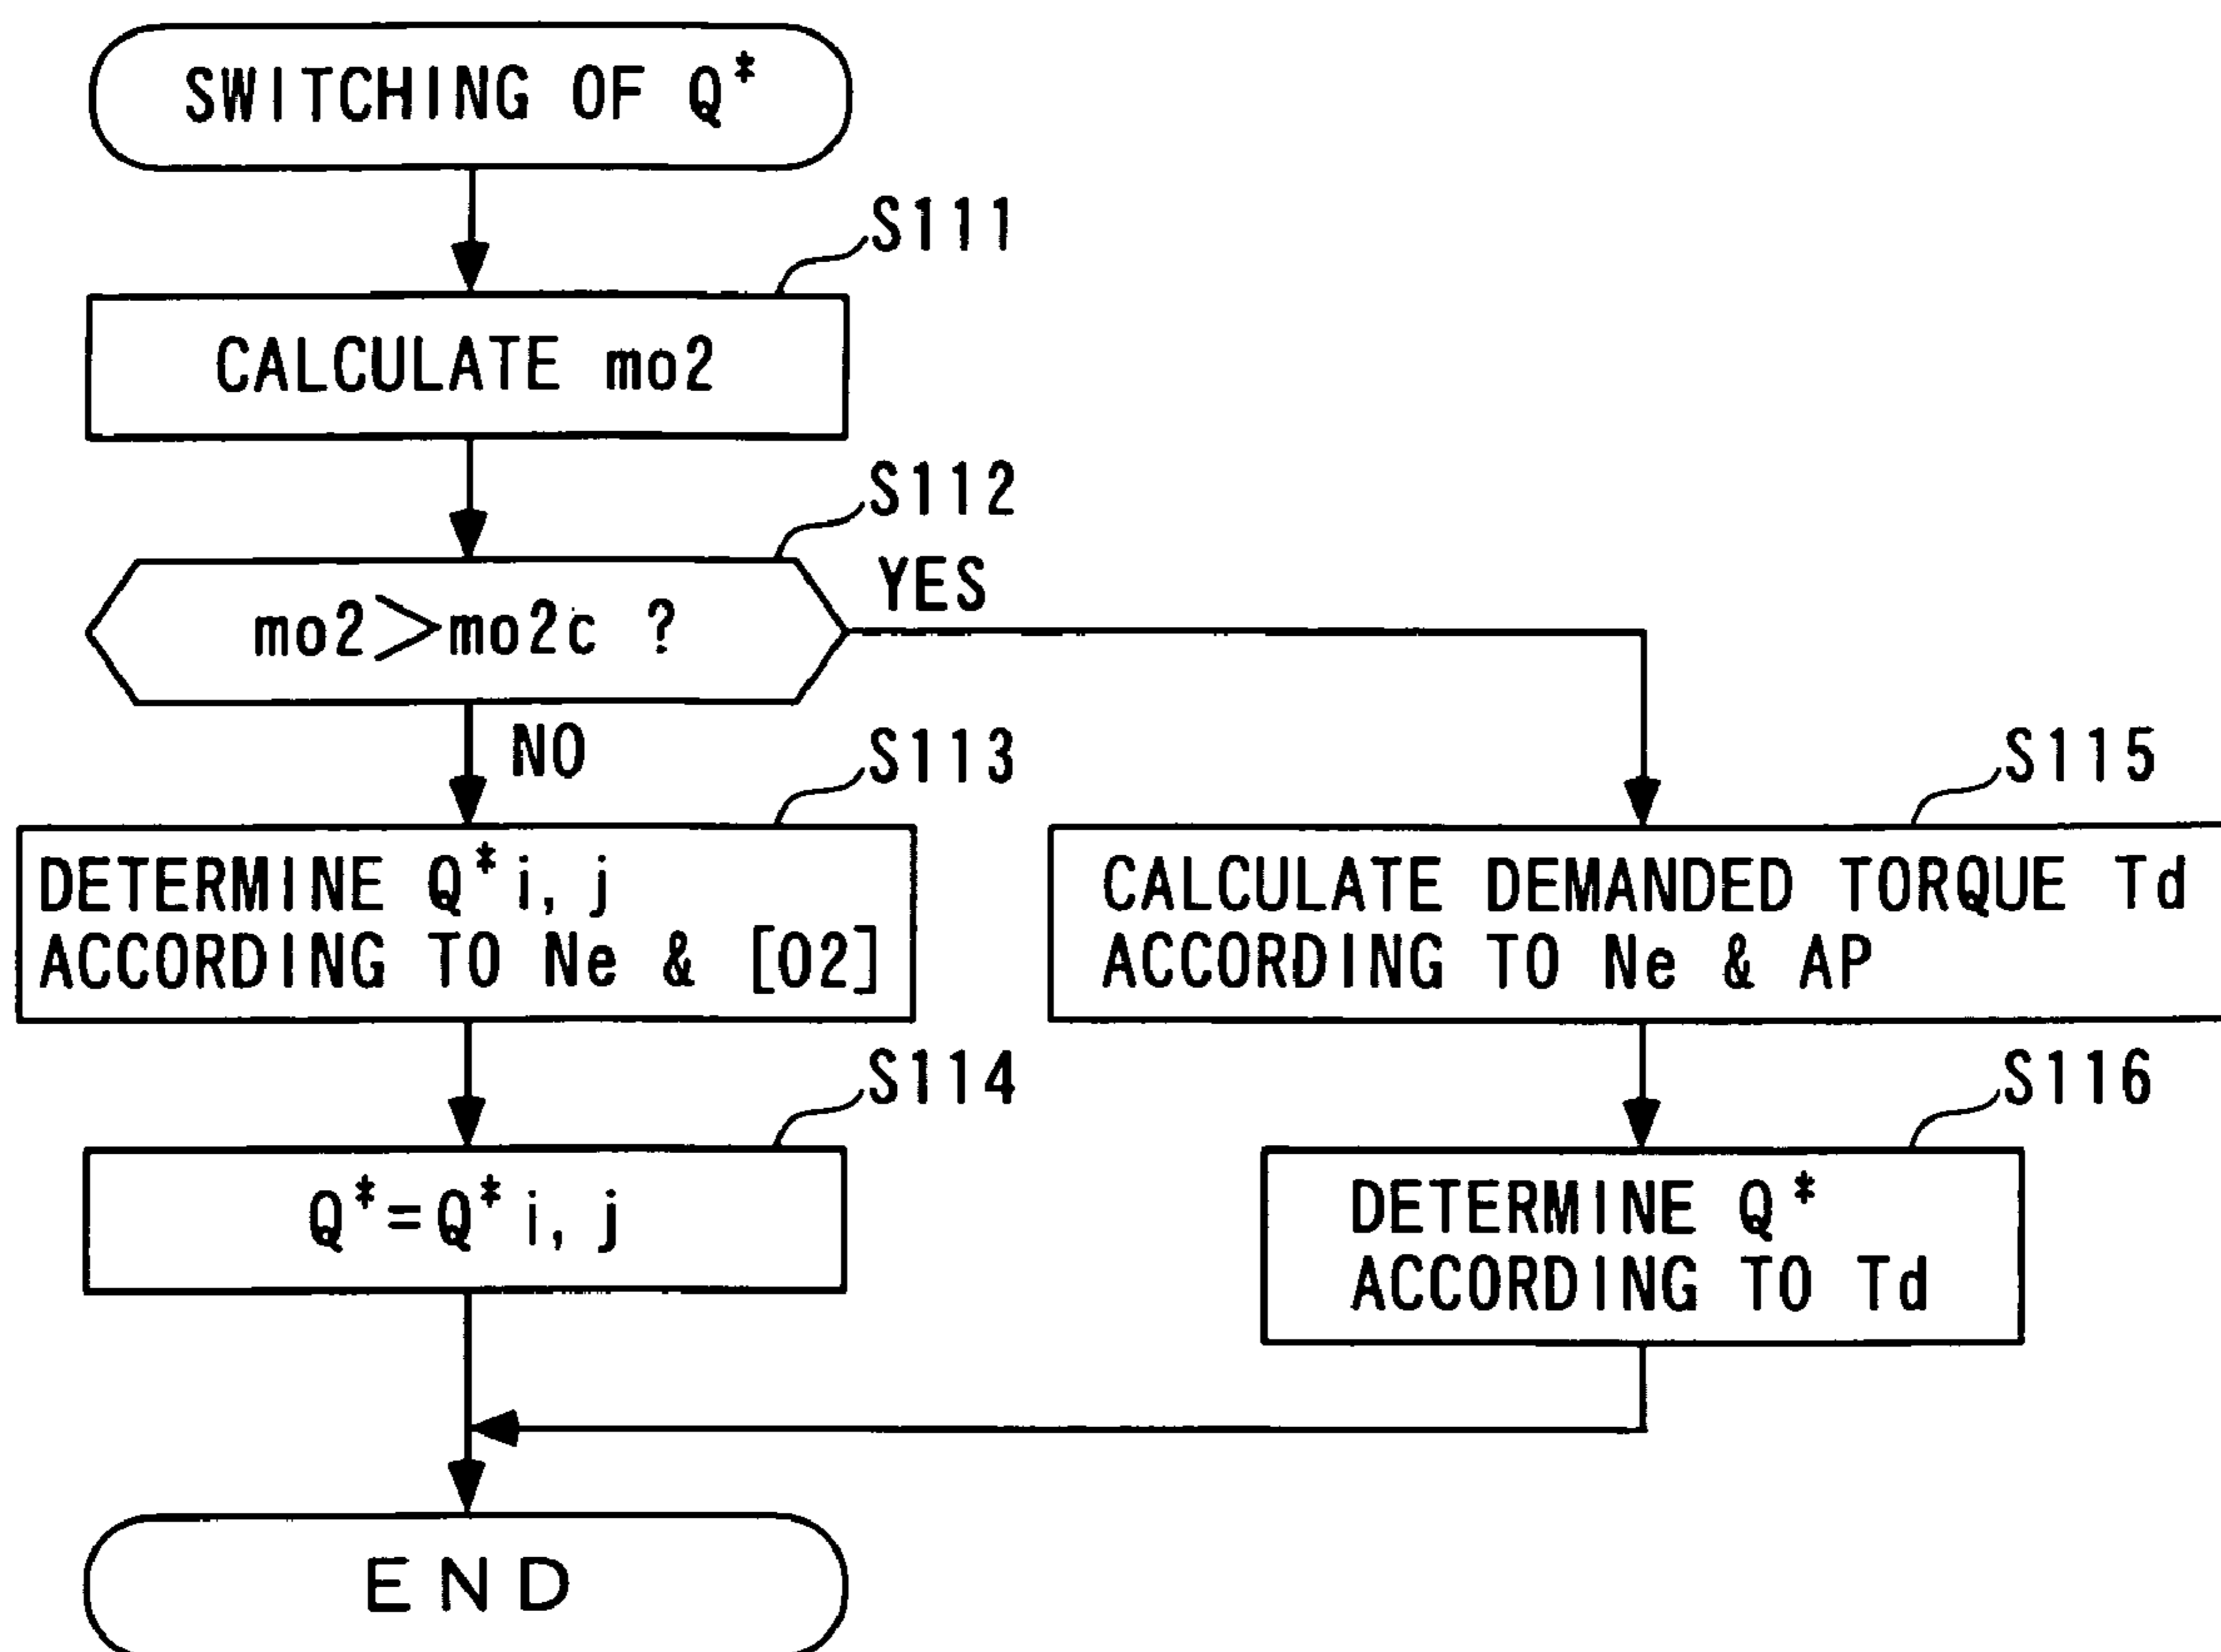 SWITCHING OF Q*
S111
CALCULATE mo2
S112
mo2>mo2c ?
YES
NO
S113
DETERMINE Q*i, j
ACCORDING TO Ne & [O2]
S114
Q*=Q*i, j
S115
CALCULATE DEMANDED TORQUE Td
ACCORDING TO Ne & AP
S116
DETERMINE Q*
ACCORDING TO Td
END